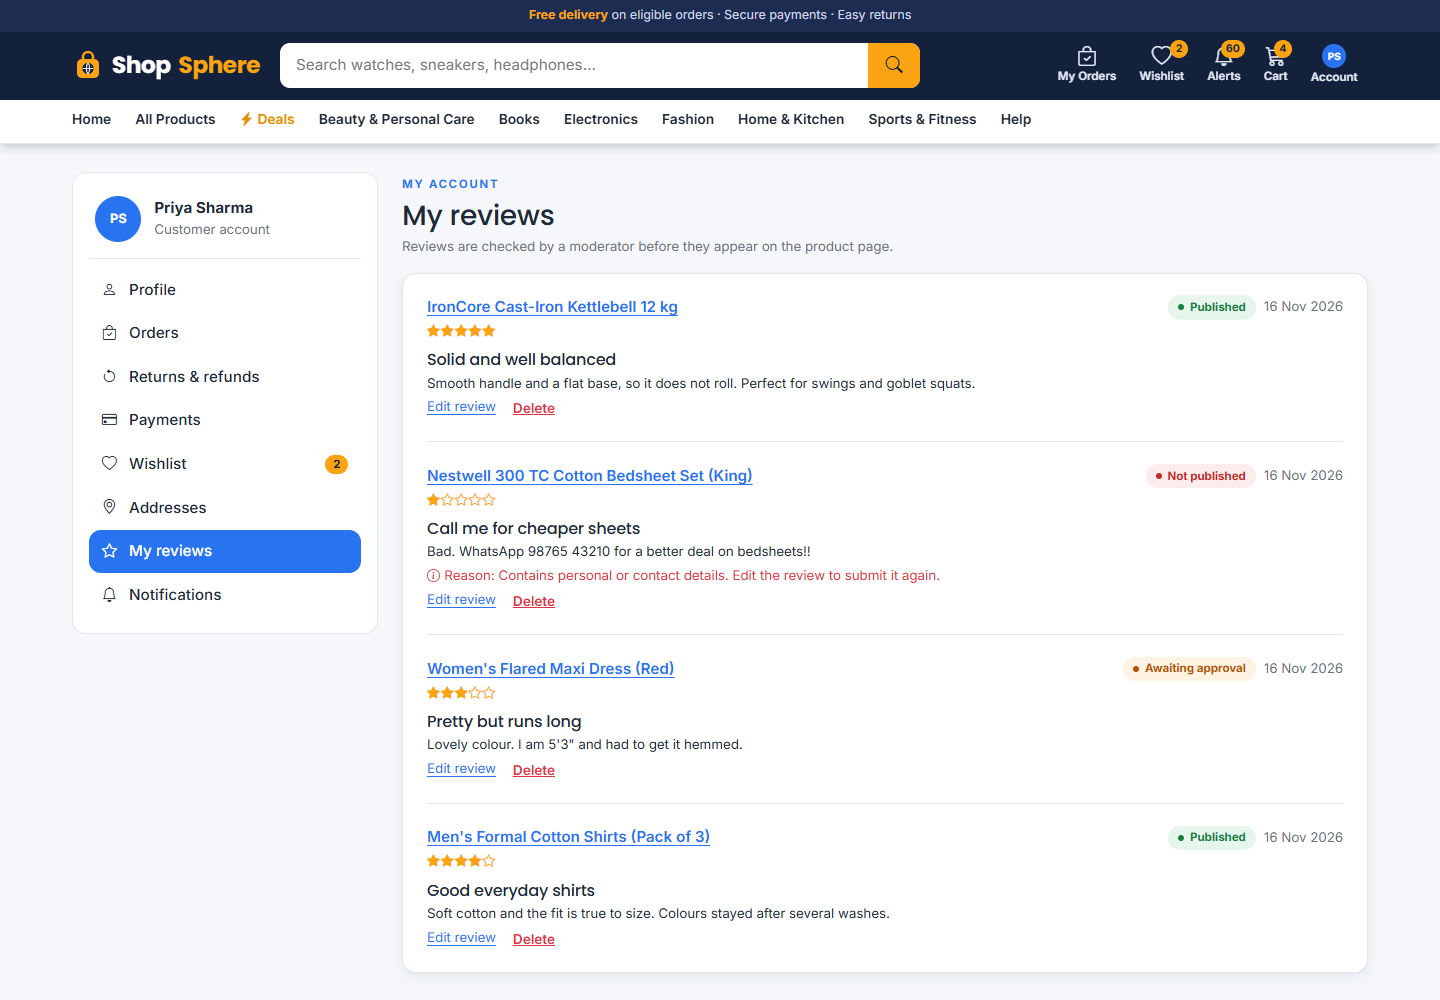 Free delivery on eligible orders · Secure payments · Easy returns
Shop Sphere
Search watches, sneakers, headphones...
My Orders
2
Wishlist
60
Alerts
4
Cart
PS
Account
Home
All Products
Deals
Beauty & Personal Care
Books
Electronics
Fashion
Home & Kitchen
Sports & Fitness
Help
PS
Priya Sharma
Customer account
Profile
Orders
Returns & refunds
Payments
Wishlist 2
Addresses
My reviews
Notifications
MY ACCOUNT
My reviews
Reviews are checked by a moderator before they appear on the product page.
IronCore Cast-Iron Kettlebell 12 kg
Published 16 Nov 2026
Solid and well balanced
Smooth handle and a flat base, so it does not roll. Perfect for swings and goblet squats.
Edit review Delete
Nestwell 300 TC Cotton Bedsheet Set (King)
Not published 16 Nov 2026
Call me for cheaper sheets
Bad. WhatsApp 98765 43210 for a better deal on bedsheets!!
Reason: Contains personal or contact details. Edit the review to submit it again.
Edit review Delete
Women's Flared Maxi Dress (Red)
Awaiting approval 16 Nov 2026
Pretty but runs long
Lovely colour. I am 5'3" and had to get it hemmed.
Edit review Delete
Men's Formal Cotton Shirts (Pack of 3)
Published 16 Nov 2026
Good everyday shirts
Soft cotton and the fit is true to size. Colours stayed after several washes.
Edit review Delete